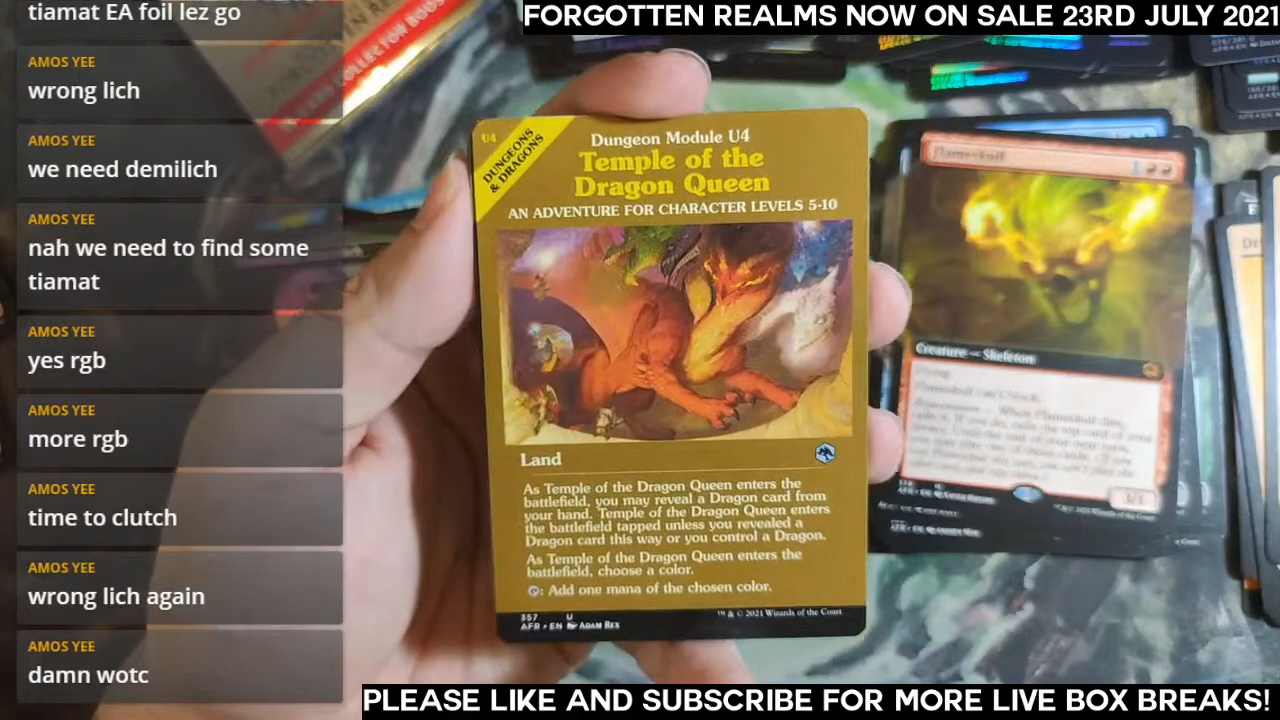 tiamat EA foil lez go
FORGOTTEN REALMS NOW ON SALE 23RD JULY 2021
AMOS YEE
wrong lich
AMOS YEE
we need demilich
AMOS YEE
nah we need to find some
tiamat
AMOS YEE
yes rgb
AMOS YEE
more rgb
AMOS YEE
time to clutch
AMOS YEE
wrong lich again
AMOS YEE
damn wotc
COLLECTOR BOOS
U4
DUNGEONS
& DRAGONS
Dungeon Module U4
Temple of the
Dragon Queen
AN ADVENTURE FOR CHARACTER LEVELS 5-10
Land
As Temple of the Dragon Queen enters the
battlefield, you may reveal a Dragon card from
your hand. Temple of the Dragon Queen enters
the battlefield tapped unless you revealed a
Dragon card this way or you control a Dragon.
As Temple of the Dragon Queen enters the
battlefield, choose a color.
: Add one mana of the chosen color.
357 U
AFR • EN ADAM REX
™ & © 2021 Wizards of the Coast
Flameskull
Creature — Skeleton
Flying
3/1
PLEASE LIKE AND SUBSCRIBE FOR MORE LIVE BOX BREAKS!